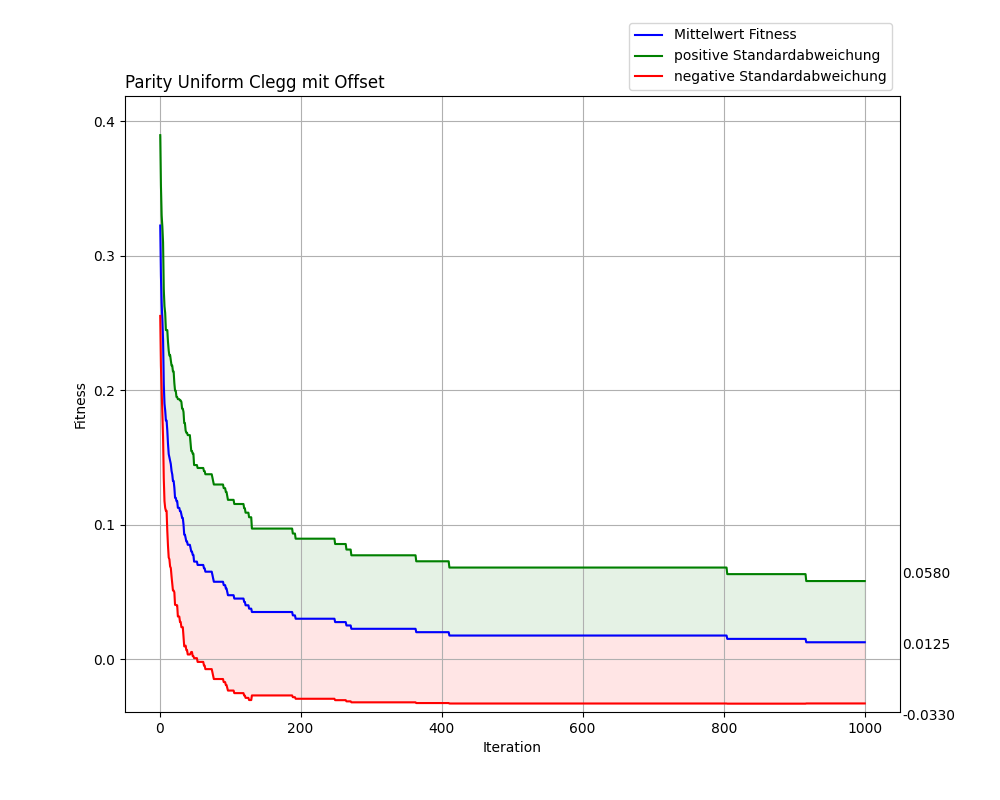 Mittelwert Fitness
positive Standardabweichung
negative Standardabweichung
Parity Uniform Clegg mit Offset
0.4
0.3
0.2
0.1
0.0
Fitness
0.0580
0.0125
-0.0330
0 200 400 600 800 1000
Iteration